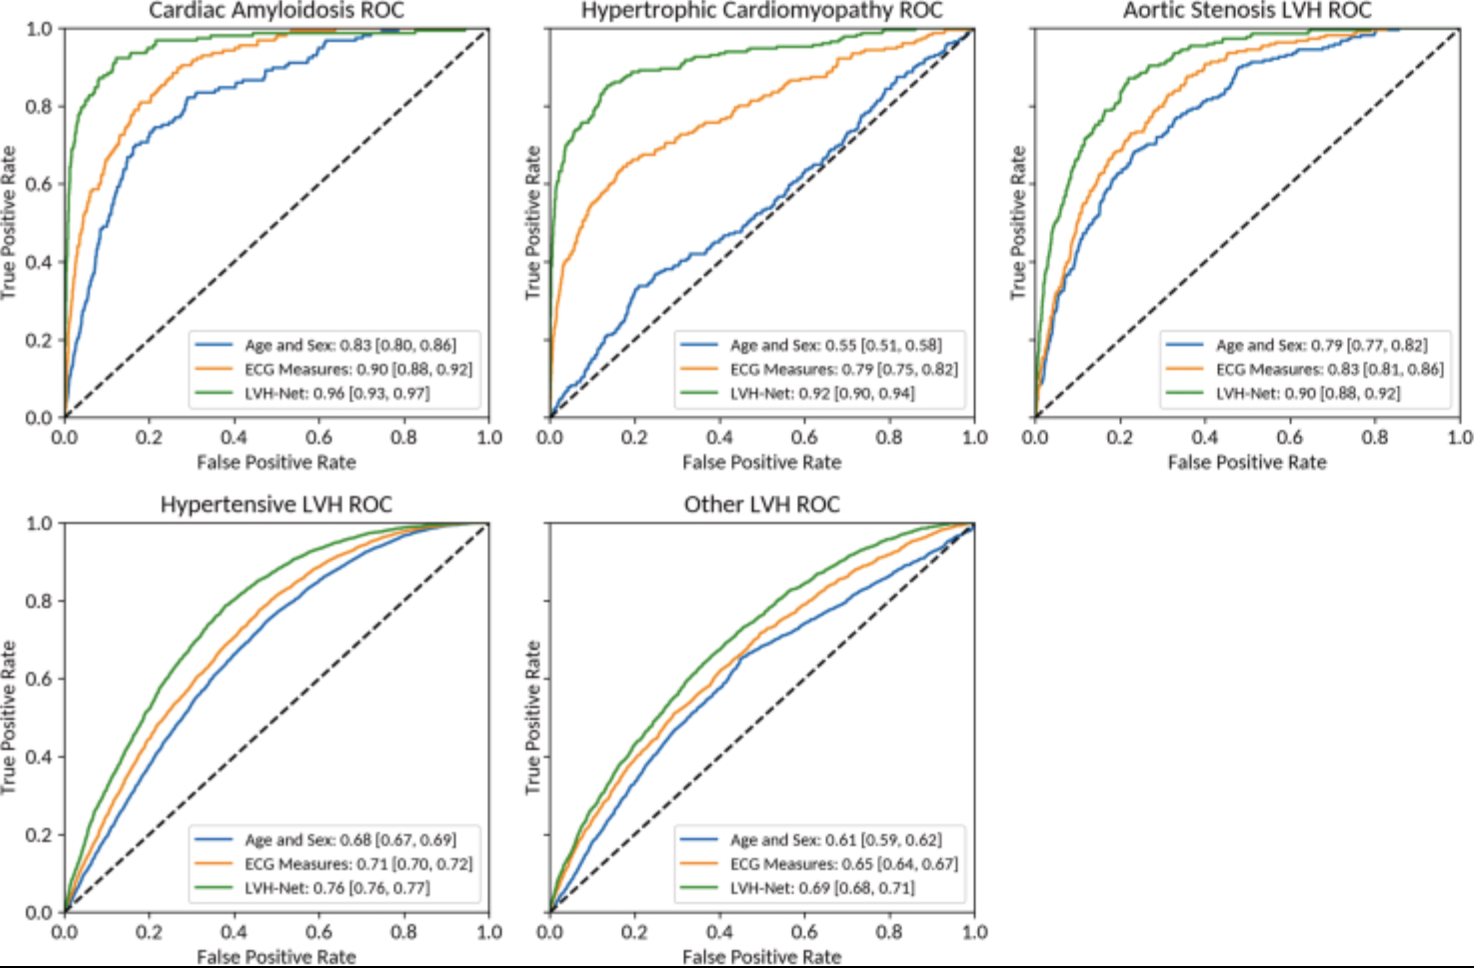 Cardiac Amyloidosis ROC
True Positive Rate
1.0
0.8
0.6
0.4
0.2
0.0
Age and Sex: 0.83 [0.80, 0.86]
ECG Measures: 0.90 [0.88, 0.92]
LVH-Net: 0.96 [0.93, 0.97]
0.0 0.2 0.4 0.6 0.8 1.0
False Positive Rate
Hypertrophic Cardiomyopathy ROC
True Positive Rate
Age and Sex: 0.55 [0.51, 0.58]
ECG Measures: 0.79 [0.75, 0.82]
LVH-Net: 0.92 [0.90, 0.94]
0.0 0.2 0.4 0.6 0.8 1.0
False Positive Rate
Aortic Stenosis LVH ROC
True Positive Rate
Age and Sex: 0.79 [0.77, 0.82]
ECG Measures: 0.83 [0.81, 0.86]
LVH-Net: 0.90 [0.88, 0.92]
0.0 0.2 0.4 0.6 0.8 1.0
False Positive Rate
Hypertensive LVH ROC
True Positive Rate
1.0
0.8
0.6
0.4
0.2
0.0
Age and Sex: 0.68 [0.67, 0.69]
ECG Measures: 0.71 [0.70, 0.72]
LVH-Net: 0.76 [0.76, 0.77]
0.0 0.2 0.4 0.6 0.8 1.0
False Positive Rate
Other LVH ROC
True Positive Rate
Age and Sex: 0.61 [0.59, 0.62]
ECG Measures: 0.65 [0.64, 0.67]
LVH-Net: 0.69 [0.68, 0.71]
0.0 0.2 0.4 0.6 0.8 1.0
False Positive Rate